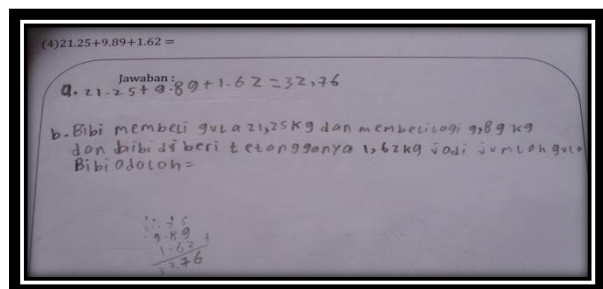 (4)21.25+9.89+1.62 =
Jawaban :
a. 21.25+9.89+1.62=32,76
b. Bibi membeli gula 21,25 kg dan membeli lagi 9,89 kg
dan bibi di beri tetangganya 1,62kg jadi jumlah gula
Bibi adalah=
9.89
1.62
32.76